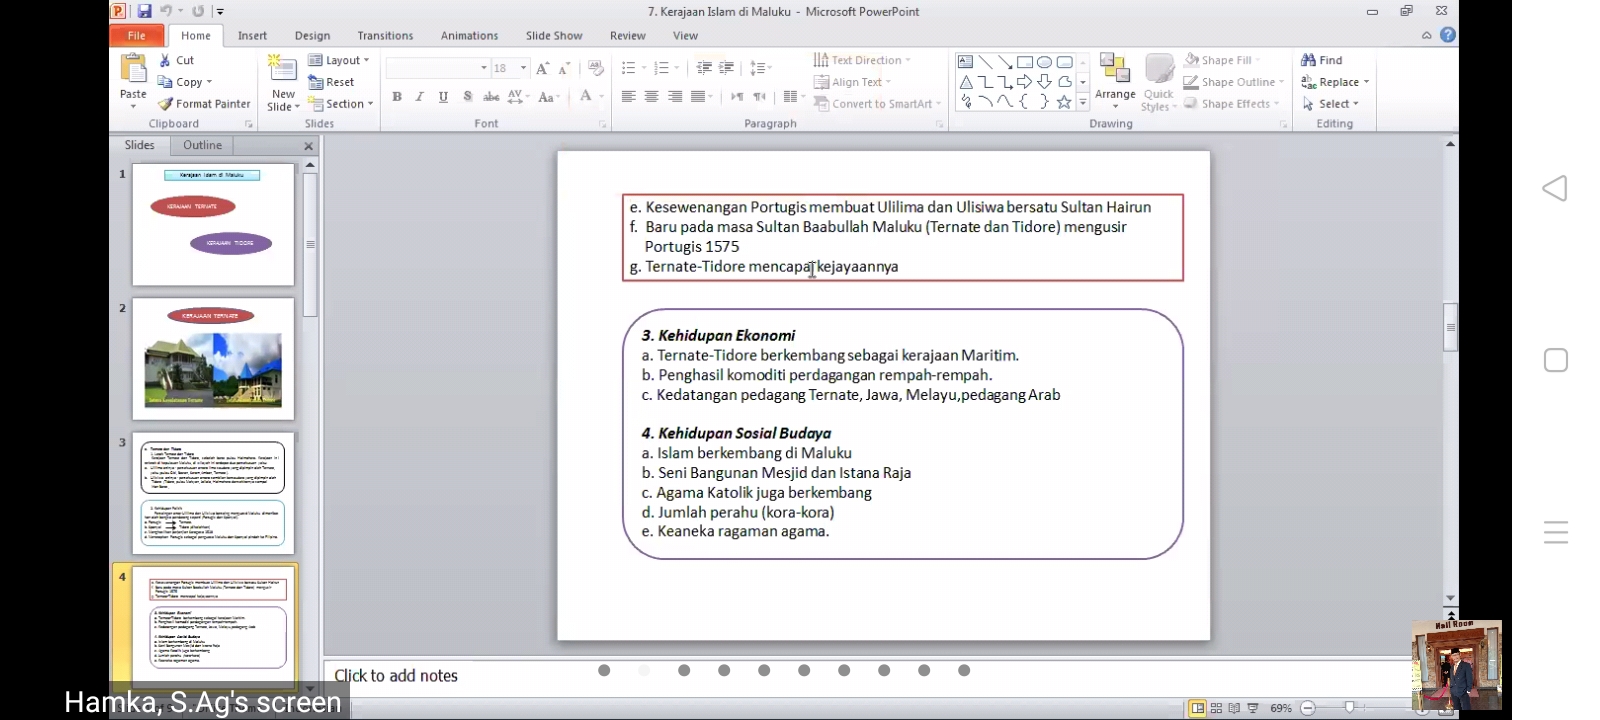 7. Kerajaan Islam di Maluku - Microsoft PowerPoint
File Home Insert Design Transitions Animations Slide Show Review View
Paste
Cut
Copy
Format Painter
Clipboard
New Slide
Layout
Reset
Section
Slides
18
Font
Paragraph
Text Direction
Align Text
Convert to SmartArt
Arrange
Quick Styles
Shape Fill
Shape Outline
Shape Effects
Drawing
Find
Replace
Select
Editing
Slides Outline
1
Kerajaan Islam di Maluku
KERAJAAN TERNATE
KERAJAAN TIDORE
2
KERAJAAN TERNATE
3
4
e. Kesewenangan Portugis membuat Ulilima dan Ulisiwa bersatu Sultan Hairun
f. Baru pada masa Sultan Baabullah Maluku (Ternate dan Tidore) mengusir
Portugis 1575
g. Ternate-Tidore mencapai kejayaannya
3. Kehidupan Ekonomi
a. Ternate-Tidore berkembang sebagai kerajaan Maritim.
b. Penghasil komoditi perdagangan rempah-rempah.
c. Kedatangan pedagang Ternate, Jawa, Melayu,pedagang Arab
4. Kehidupan Sosial Budaya
a. Islam berkembang di Maluku
b. Seni Bangunan Mesjid dan Istana Raja
c. Agama Katolik juga berkembang
d. Jumlah perahu (kora-kora)
e. Keaneka ragaman agama.
Click to add notes
Hamka, S.Ag's screen
69%